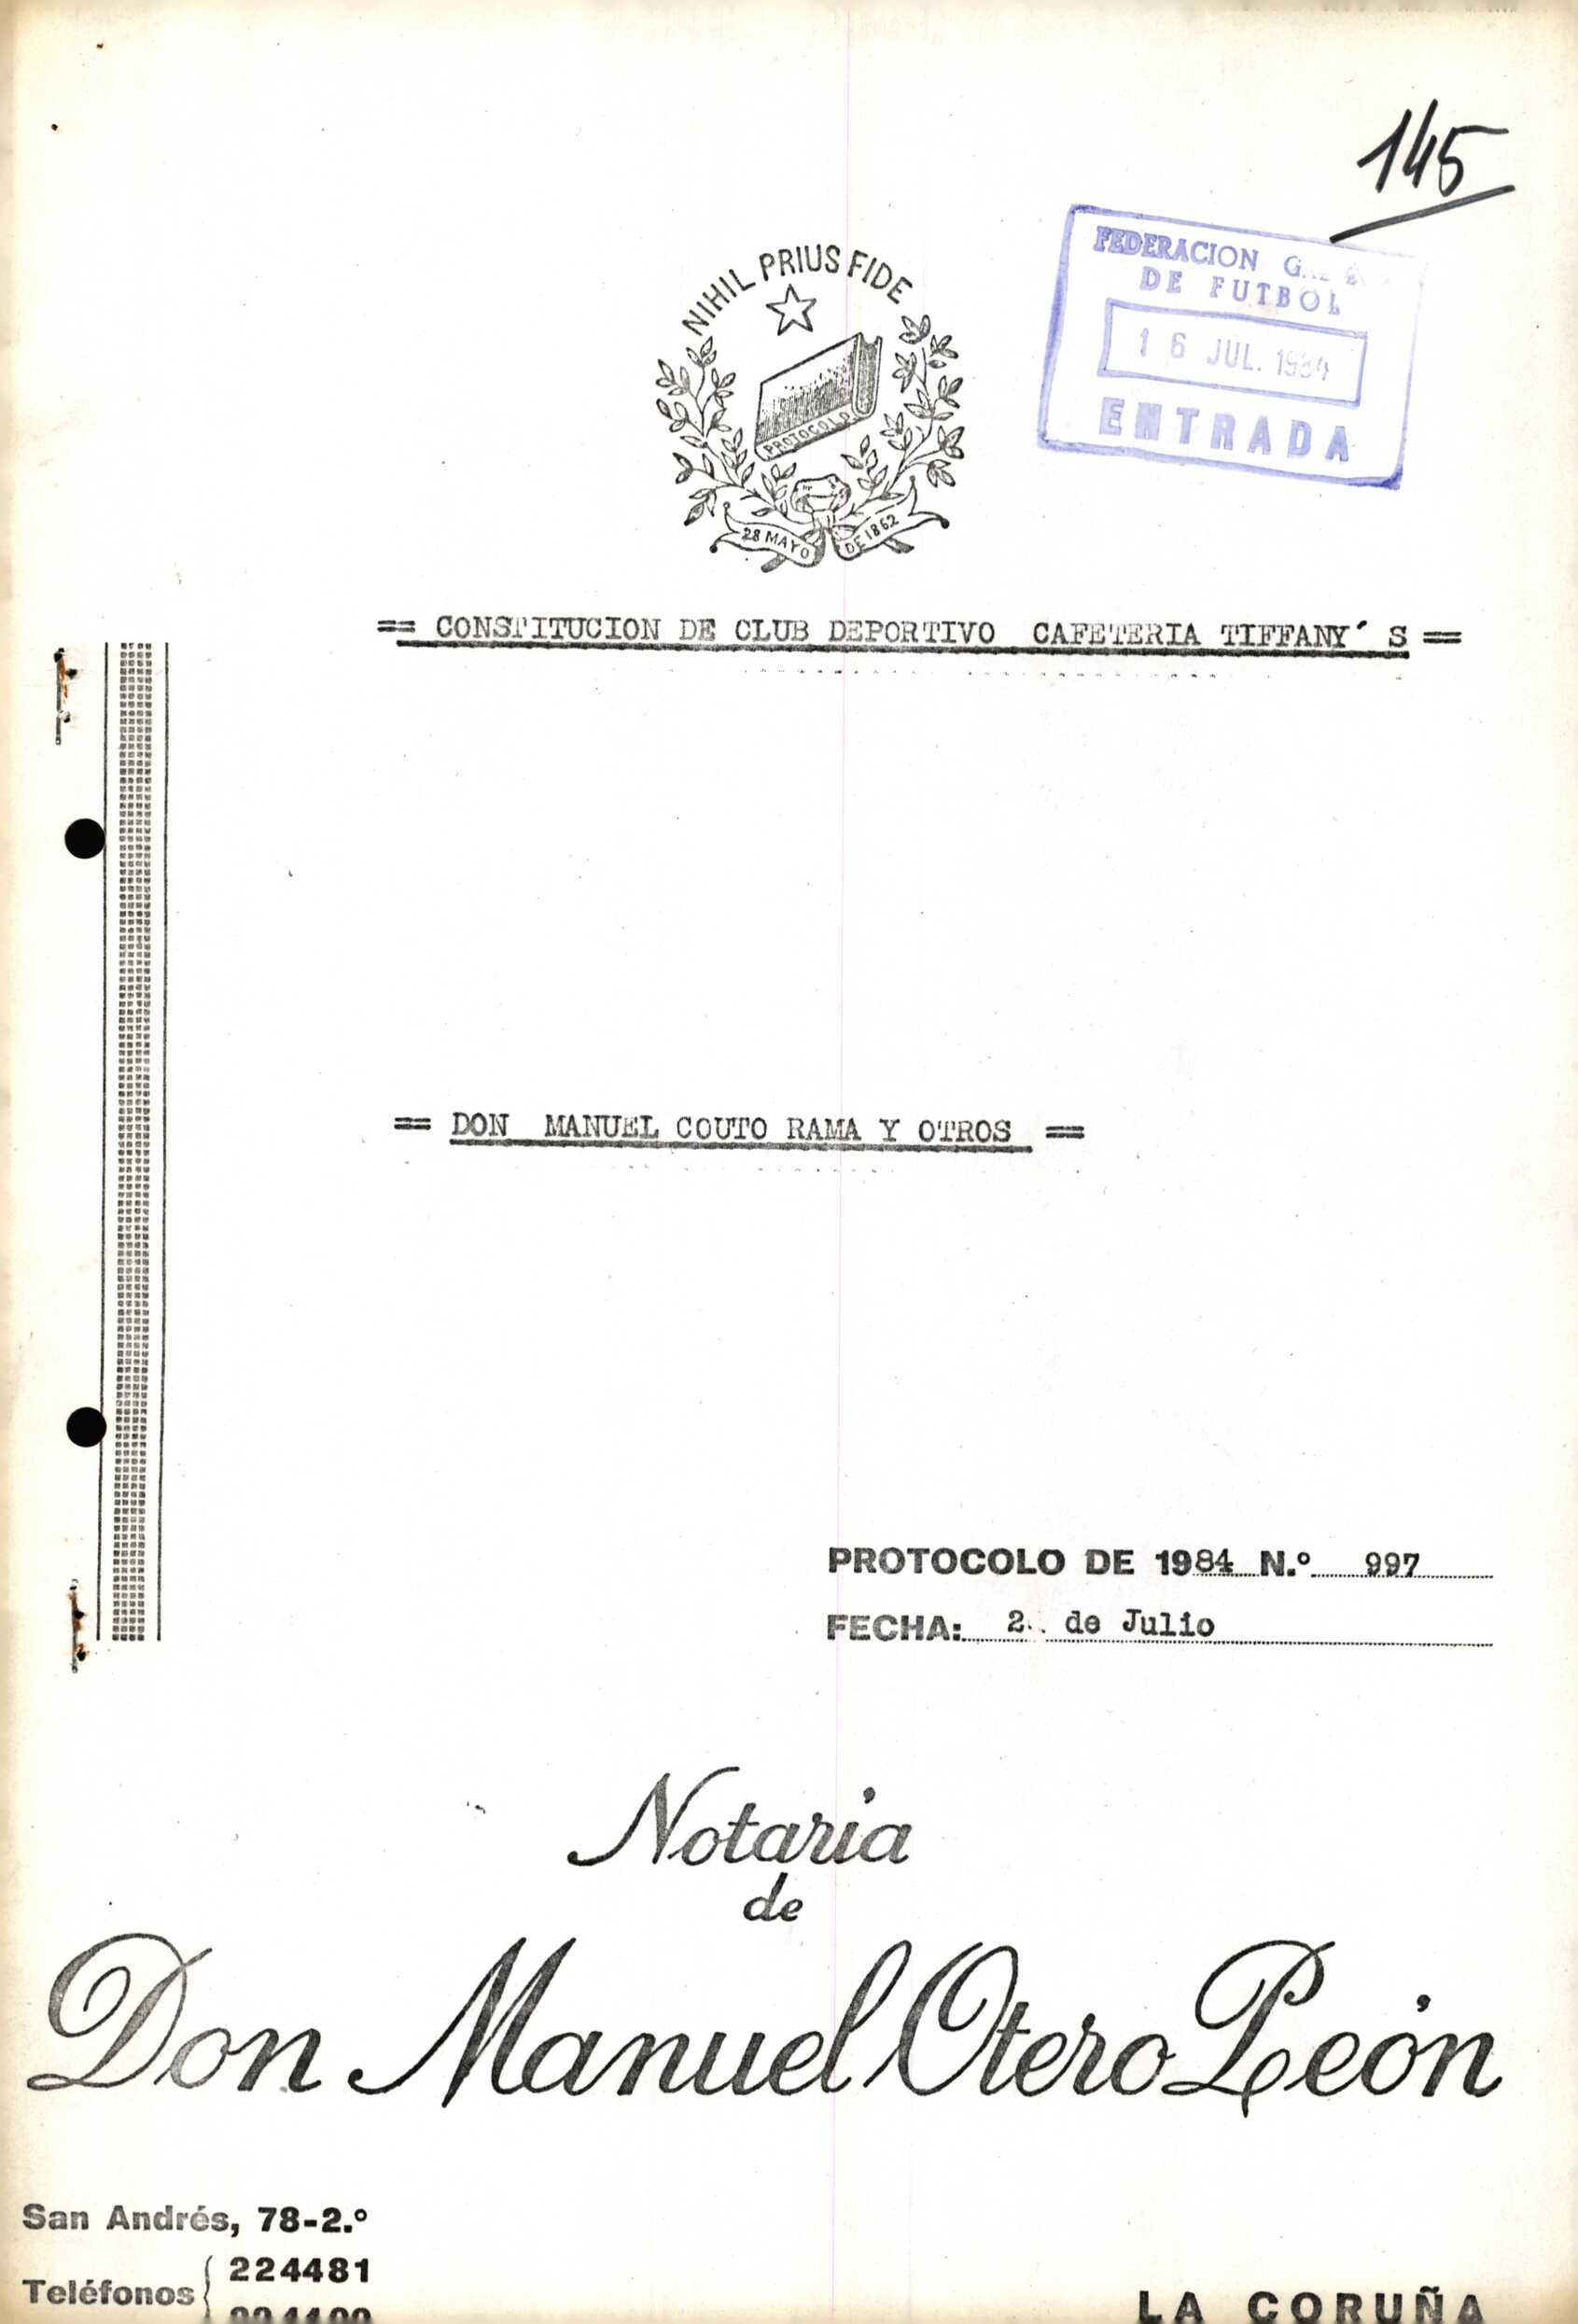 145
FEDERACION
DE FUTBOL
16 JUL. 1984
ENTRADA
NIHIL PRIUS FIDE
PROTOCOLO
28 MAYO DE 1862
== CONSTITUCION DE CLUB DEPORTIVO CAFETERIA TIFFANY´S ==
== DON MANUEL COUTO RAMA Y OTROS ==
PROTOCOLO DE 1984 N.º 997
FECHA: 2 de Julio
Notaria
de
Don Manuel Otero León
San Andrés, 78-2.º
Teléfonos { 224481
LA CORUÑA